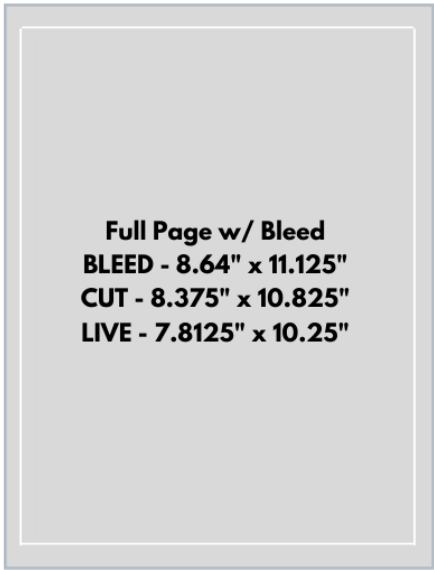 Full Page w/ Bleed
BLEED - 8.64" x 11.125"
CUT - 8.375" x 10.825"
LIVE - 7.8125" x 10.25"